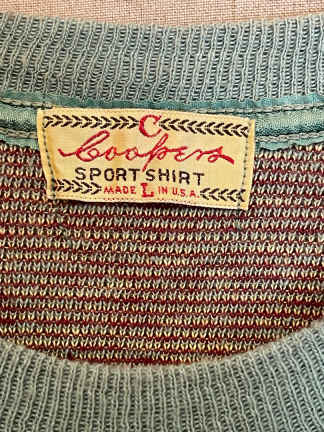 C
Coopers
SPORT SHIRT
MADE L IN U.S.A.